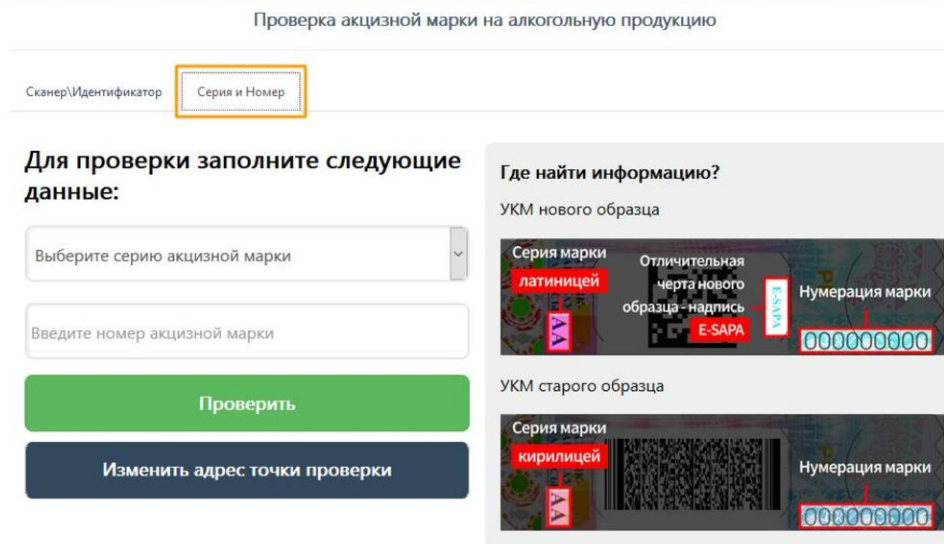 Проверка акцизной марки на алкогольную продукцию
Сканер\Идентификатор
Серия и Номер
Для проверки заполните следующие
данные:
Выберите серию акцизной марки
Введите номер акцизной марки
Проверить
Изменить адрес точки проверки
Где найти информацию?
УКМ нового образца
Серия марки
латиницей
AA
Отличительная
черта нового
образца - надпись
E-SAPA
E-SAPA
Нумерация марки
000000000
УКМ старого образца
Серия марки
кирилицей
АА
Нумерация марки
000000000